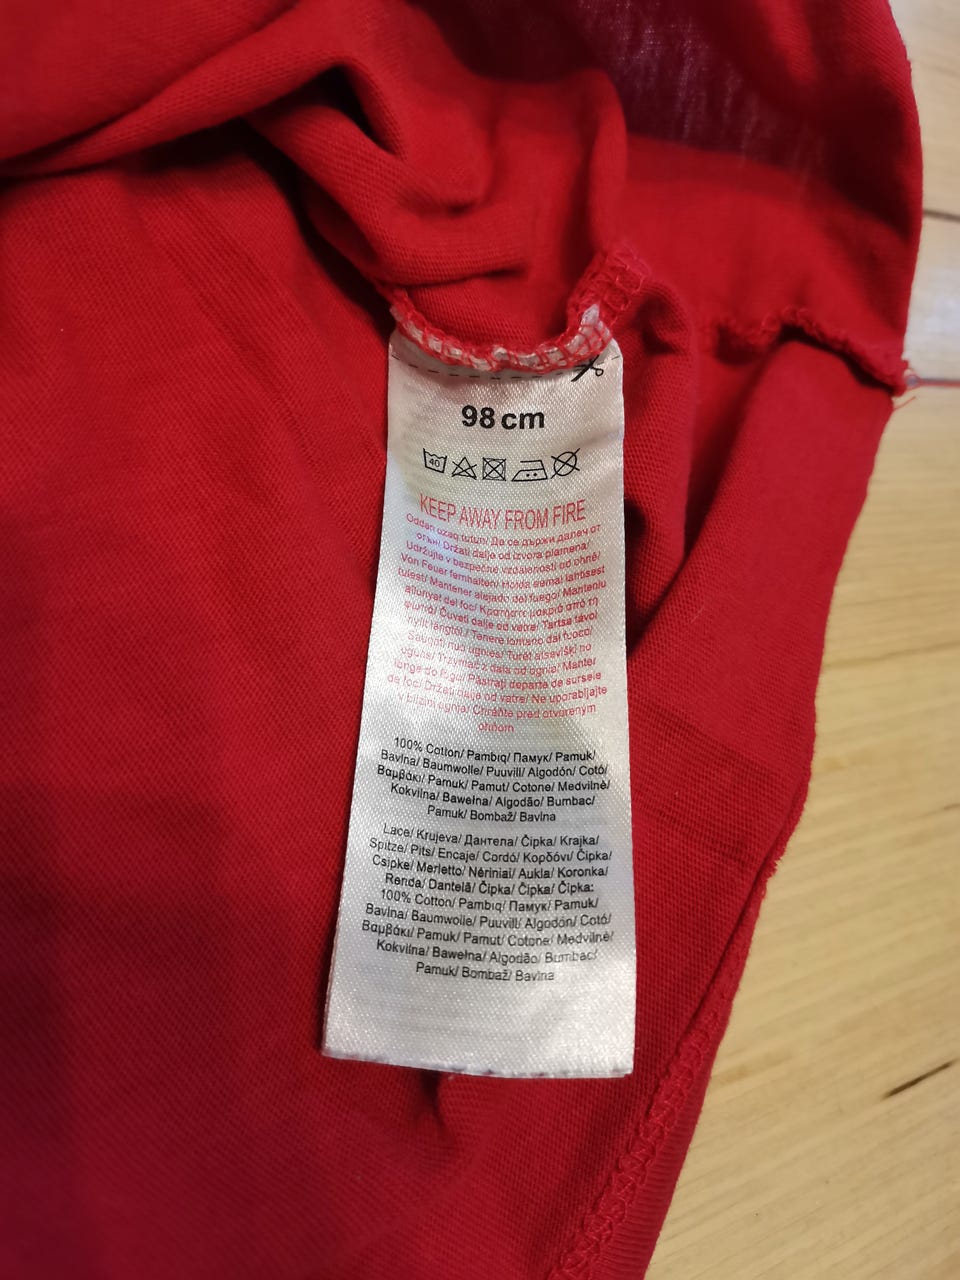 98 cm
40
KEEP AWAY FROM FIRE
Oddan uzaq tutun/ Да се държи далеч от
огън/ Držati dalje od izvora plamena/
Udržujte v bezpečné vzdálenosti od ohně/
Von Feuer fernhalten/ Hoida eemal lahtisest
tulest/ Mantener alejado del fuego/ Manteniu
allunyat del foc/ Κρατήστε μακριά από τη
φωτιά/ Čuvati dalje od vatre/ Tartsa távol
nyílt lángtól/ Tenere lontano dal fuoco/
Saugoti nuo ugnies/ Turēt atsevišķi no
uguns/ Trzymać z dala od ognia/ Manter
longe do fogo/ Păstraţi departe de sursele
de foc/ Držati dalje od vatre/ Ne uporabljajte
v bližini ognja/ Chráňte pred otvoreným
ohňom
100% Cotton/ Pambıq/ Памук/ Pamuk/
Bavlna/ Baumwolle/ Puuvill/ Algodón/ Cotó/
Βαμβάκι/ Pamuk/ Pamut/ Cotone/ Medvilnė/
Kokvilna/ Bawełna/ Algodão/ Bumbac/
Pamuk/ Bombaž/ Bavlna
Lace/ Krujeva/ Дантела/ Čipka/ Krajka/
Spitze/ Pits/ Encaje/ Cordó/ Κορδόνι/ Čipka/
Csipke/ Merletto/ Nėriniai/ Aukla/ Koronka/
Renda/ Dantelă/ Čipka/ Čipka/ Čipka:
100% Cotton/ Pambıq/ Памук/ Pamuk/
Bavlna/ Baumwolle/ Puuvill/ Algodón/ Cotó/
Βαμβάκι/ Pamuk/ Pamut/ Cotone/ Medvilnė/
Kokvilna/ Bawełna/ Algodão/ Bumbac/
Pamuk/ Bombaž/ Bavlna